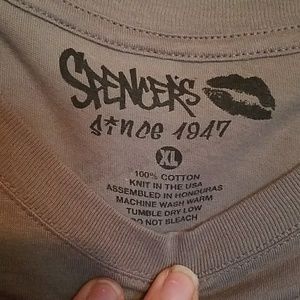 SPENCER'S
since 1947
XL
100% COTTON
KNIT IN THE USA
ASSEMBLED IN HONDURAS
MACHINE WASH WARM
TUMBLE DRY LOW
DO NOT BLEACH